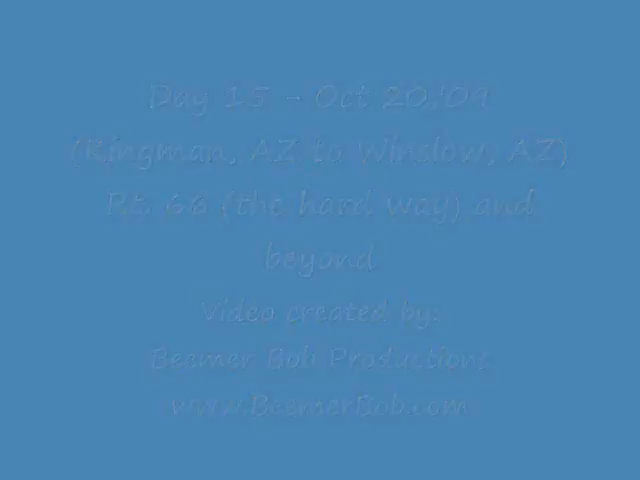 Day 15 - Oct 20,'09
(Kingman, AZ to Winslow, AZ)
Rt. 66 (the hard way) and
beyond
Video created by:
Beemer Bob Productions
www.BeemerBob.com